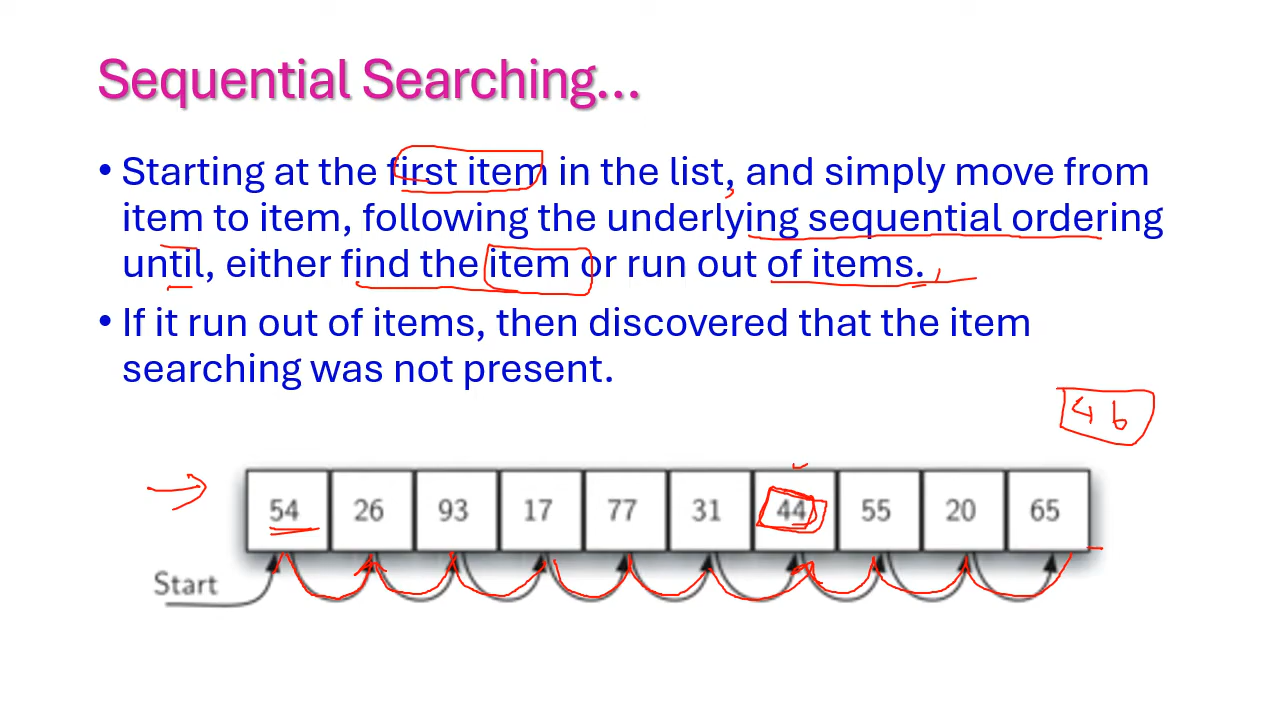 Sequential Searching...
• Starting at the first item in the list, and simply move from
item to item, following the underlying sequential ordering
until, either find the item or run out of items.
• If it run out of items, then discovered that the item
searching was not present.
46
54 26 93 17 77 31 44 55 20 65
Start